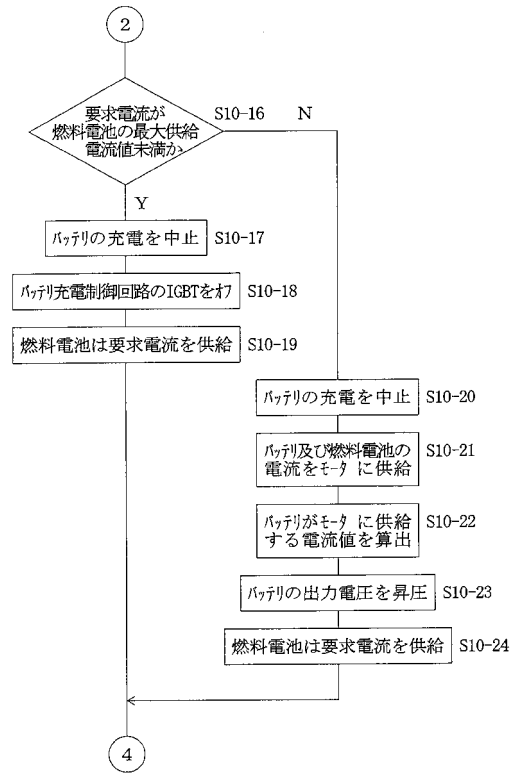 2
要求電流が
燃料電池の最大供給
電流値未満か
S10-16
N
Y
バッテリの充電を中止
S10-17
バッテリ充電制御回路のIGBTをオフ
S10-18
燃料電池は要求電流を供給
S10-19
バッテリの充電を中止
S10-20
バッテリ及び燃料電池の
電流をモータに供給
S10-21
バッテリがモータに供給
する電流値を算出
S10-22
バッテリの出力電圧を昇圧
S10-23
燃料電池は要求電流を供給
S10-24
4